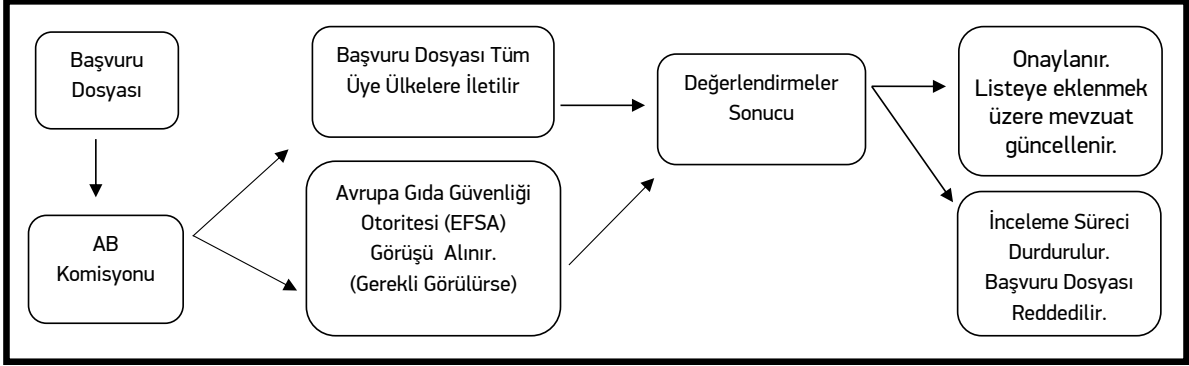 Başvuru
Dosyası
AB
Komisyonu
Başvuru Dosyası Tüm
Üye Ülkelere İletilir
Avrupa Gıda Güvenliği
Otoritesi (EFSA)
Görüşü Alınır.
(Gerekli Görülürse)
Değerlendirmeler
Sonucu
Onaylanır.
Listeye eklenmek
üzere mevzuat
güncellenir.
İnceleme Süreci
Durdurulur.
Başvuru Dosyası
Reddedilir.